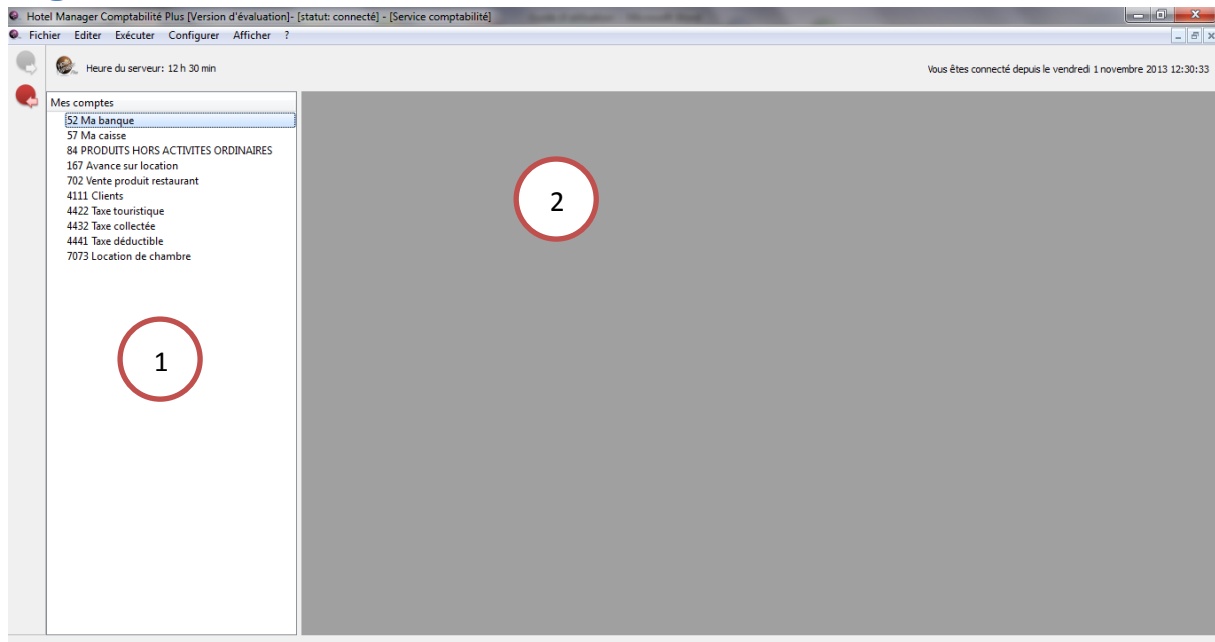 Hotel Manager Comptabilité Plus [Version d'évaluation]- [statut: connecté] - [Service comptabilité]
Fichier Editer Exécuter Configurer Afficher ?
Heure du serveur: 12 h 30 min
Vous êtes connecté depuis le vendredi 1 novembre 2013 12:30:33
Mes comptes
52 Ma banque
57 Ma caisse
84 PRODUITS HORS ACTIVITES ORDINAIRES
167 Avance sur location
702 Vente produit restaurant
4111 Clients
4422 Taxe touristique
4432 Taxe collectée
4441 Taxe déductible
7073 Location de chambre
2
1